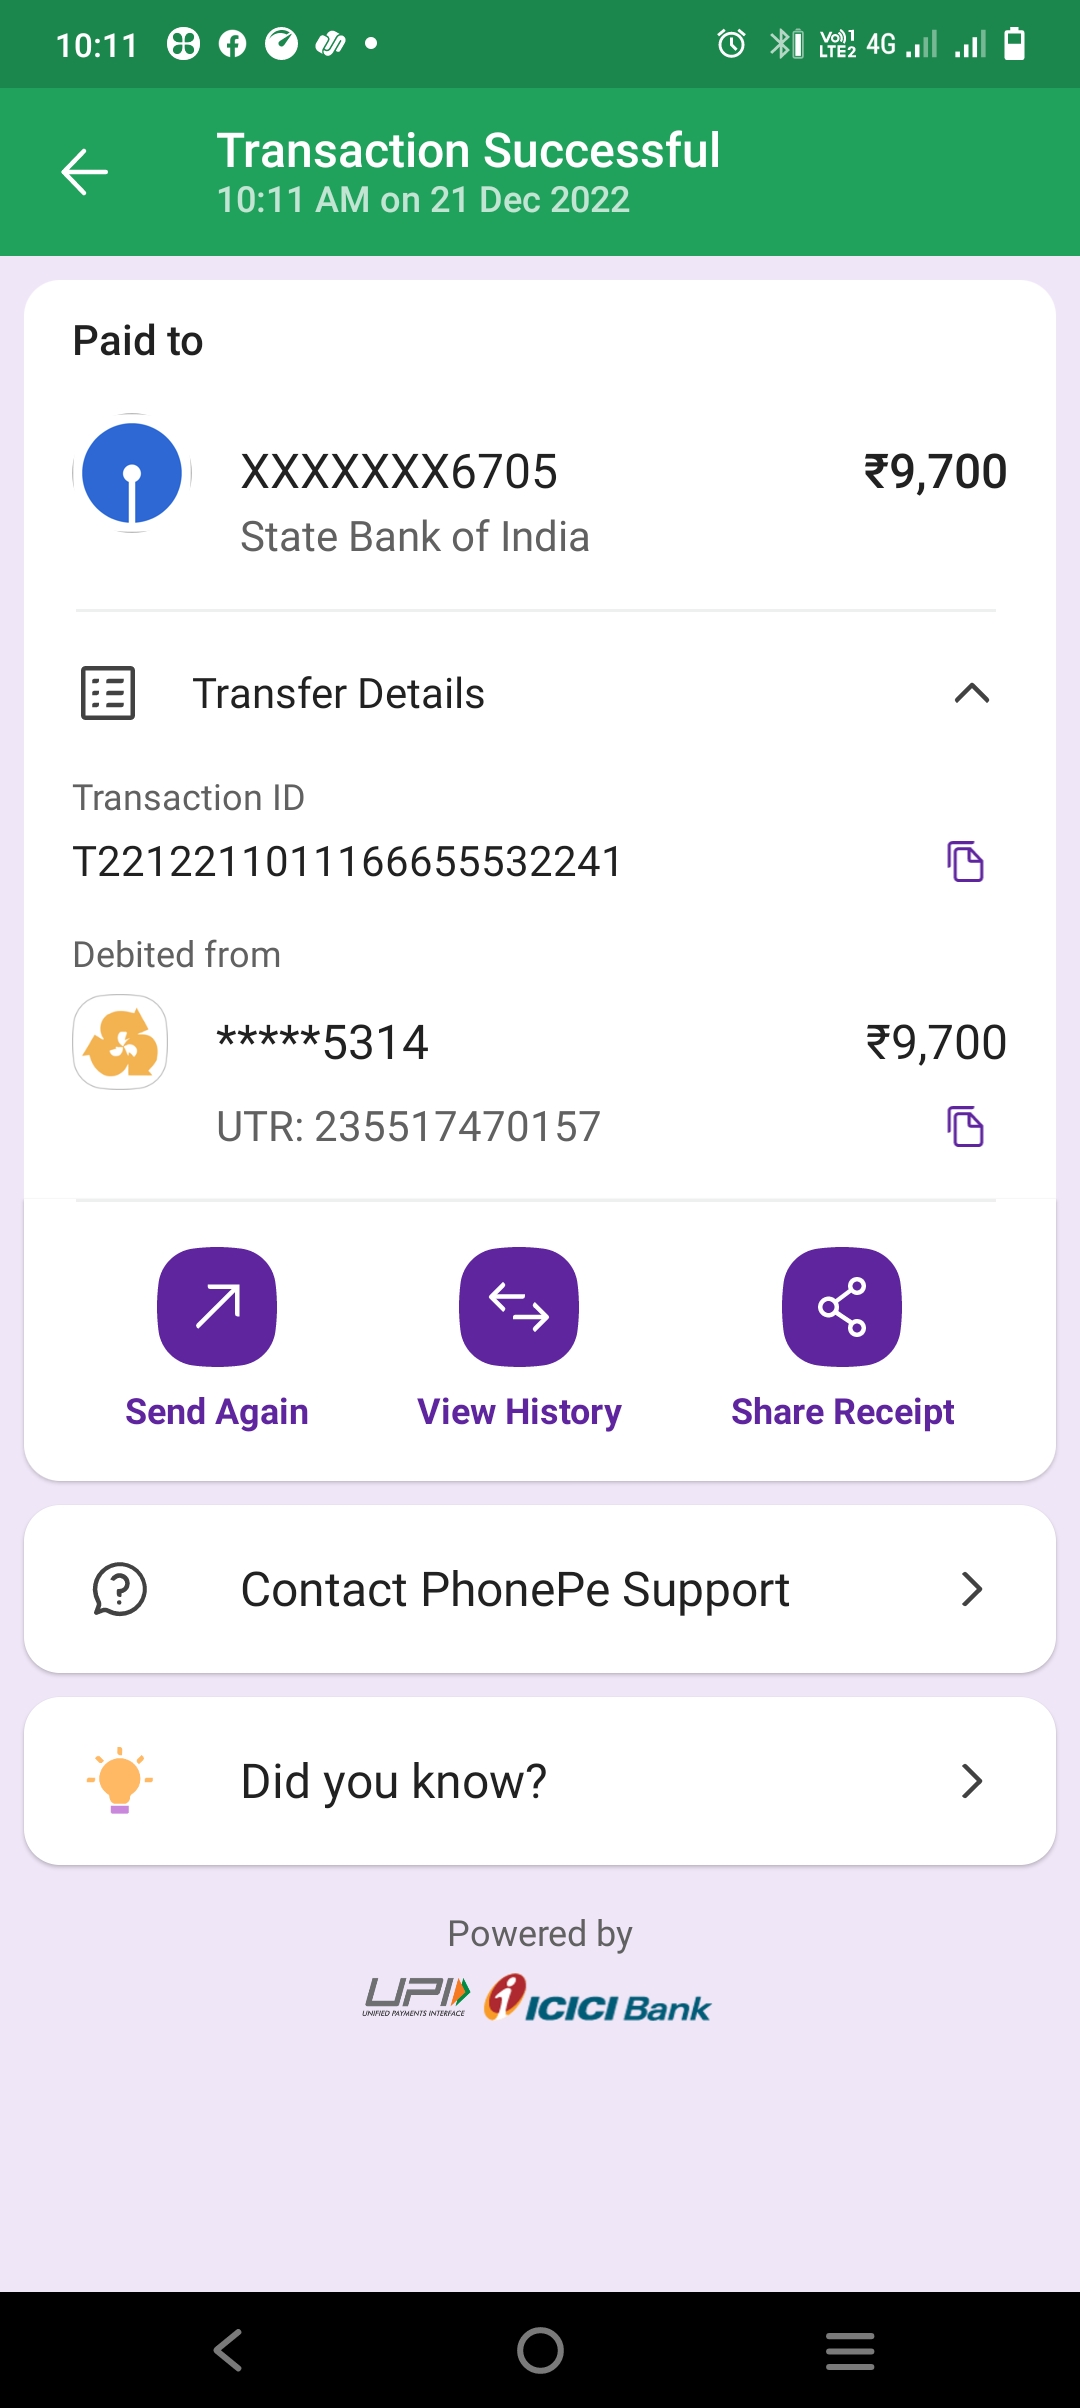 10:11
Vo))1 LTE2 4G
Transaction Successful
10:11 AM on 21 Dec 2022
Paid to
XXXXXXX6705 ₹9,700
State Bank of India
Transfer Details
Transaction ID
T2212211011166655532241
Debited from
*****5314 ₹9,700
UTR: 235517470157
Send Again View History Share Receipt
Contact PhonePe Support
Did you know?
Powered by
UPI ICICI Bank
UNIFIED PAYMENTS INTERFACE